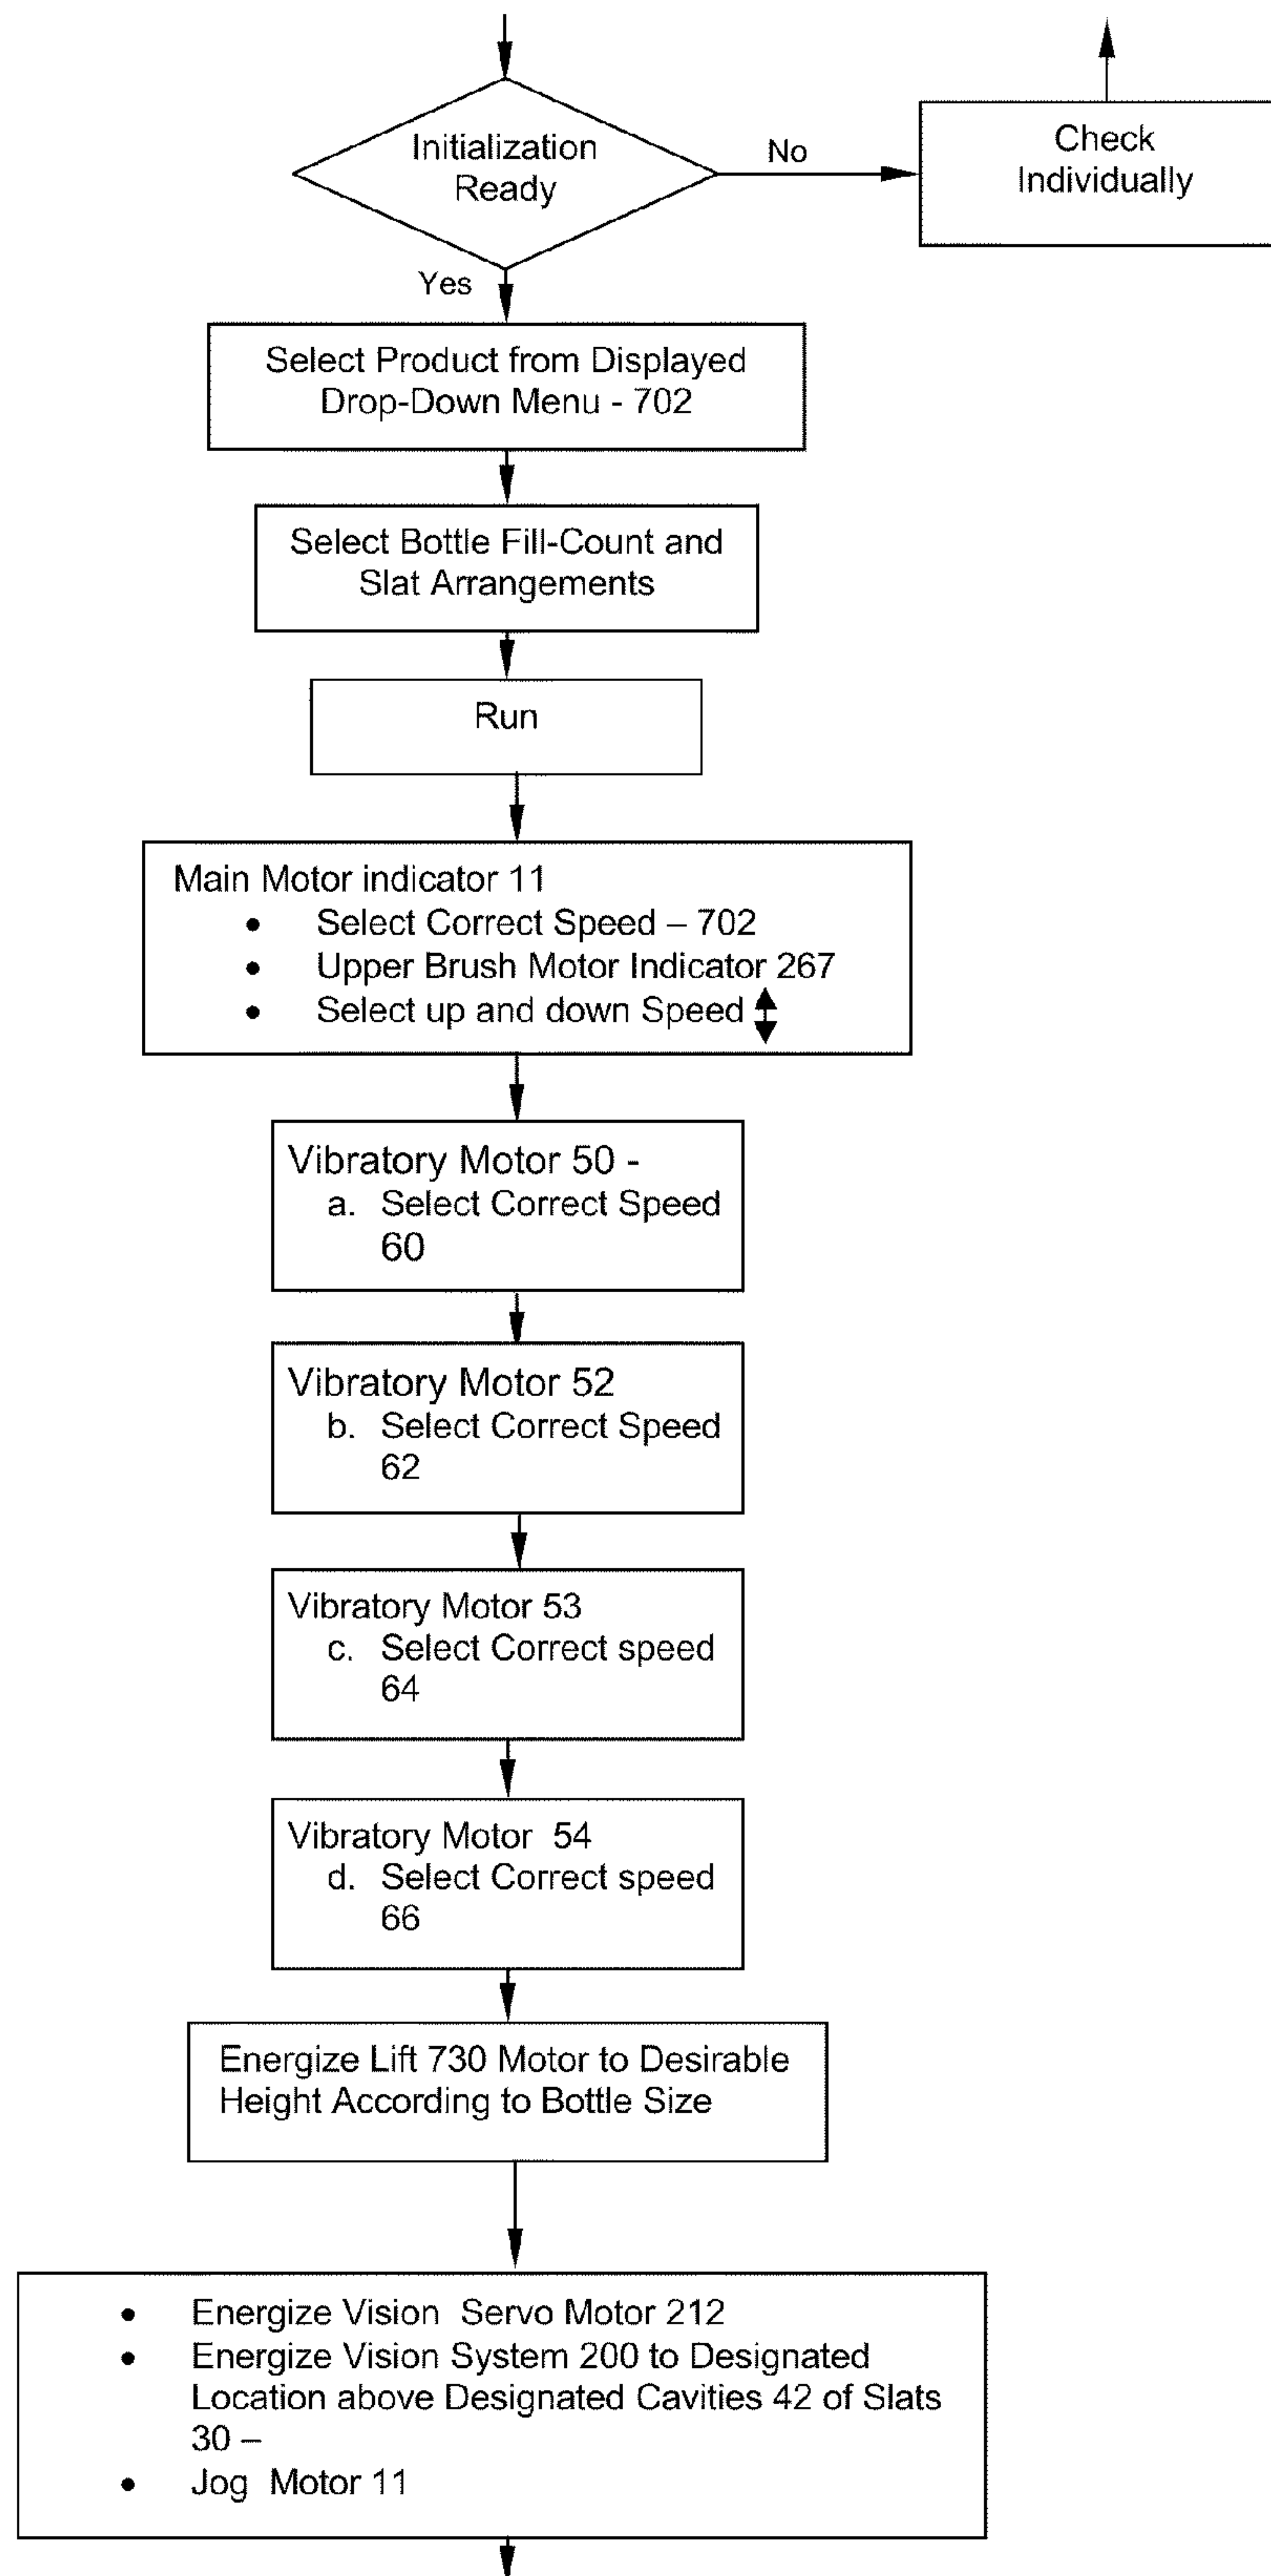 Initialization
Ready
No
Check
Individually
Yes
Select Product from Displayed
Drop-Down Menu - 702
Select Bottle Fill-Count and
Slat Arrangements
Run
Main Motor indicator 11
• Select Correct Speed – 702
• Upper Brush Motor Indicator 267
• Select up and down Speed
Vibratory Motor 50 -
a. Select Correct Speed
60
Vibratory Motor 52
b. Select Correct Speed
62
Vibratory Motor 53
c. Select Correct speed
64
Vibratory Motor 54
d. Select Correct speed
66
Energize Lift 730 Motor to Desirable
Height According to Bottle Size
• Energize Vision Servo Motor 212
• Energize Vision System 200 to Designated
Location above Designated Cavities 42 of Slats
30 –
• Jog Motor 11